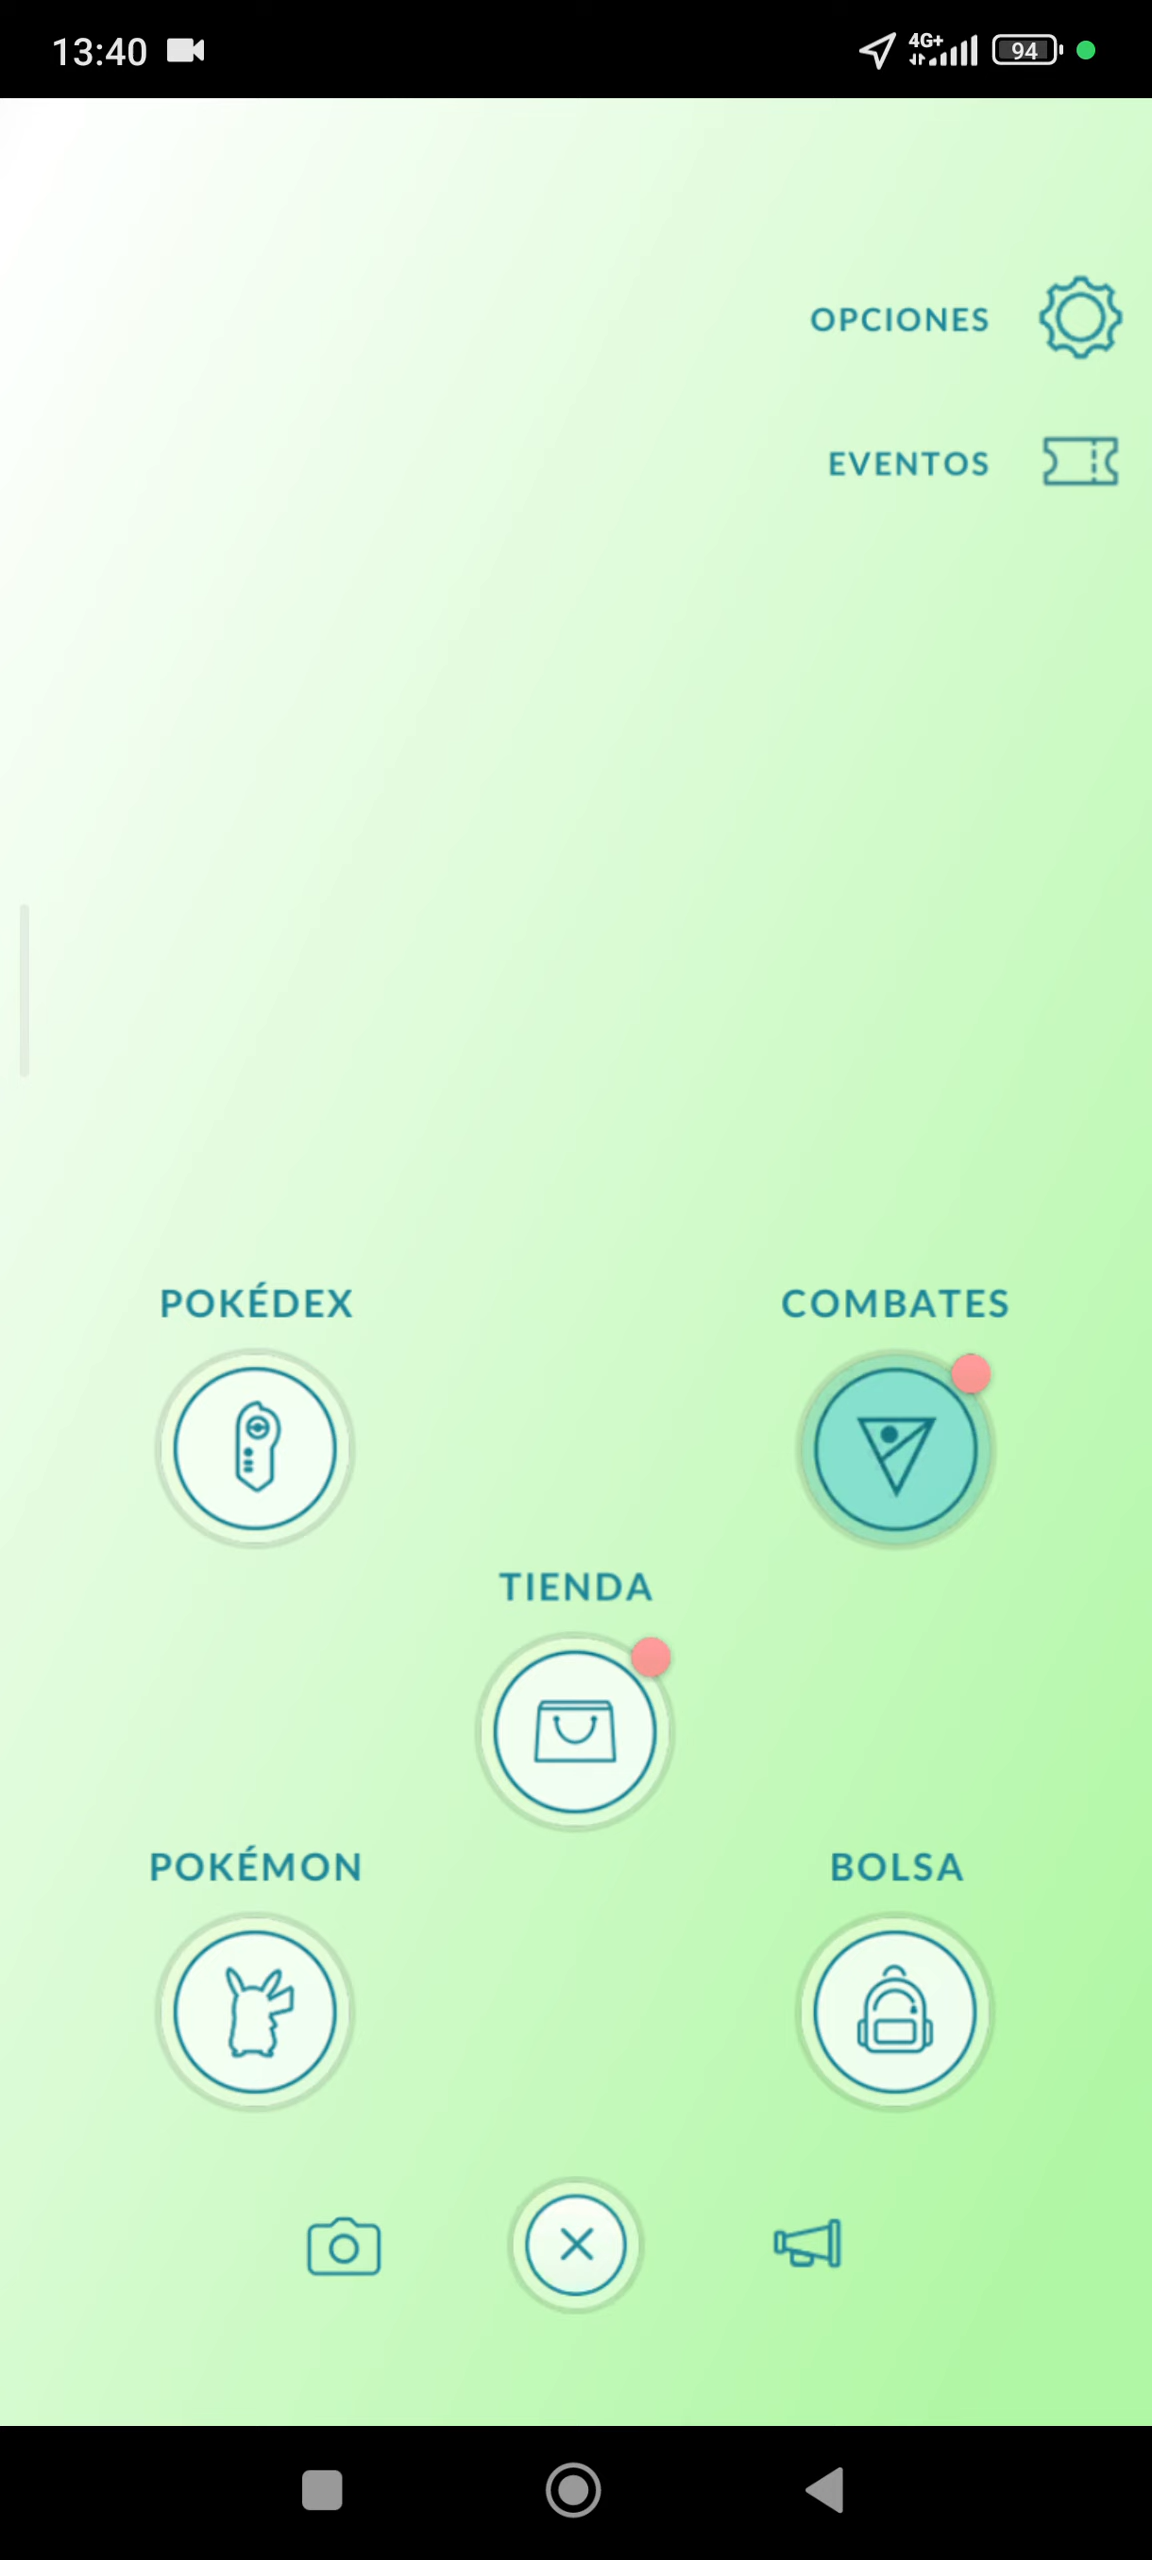 13:40
4G+
94
OPCIONES
EVENTOS
POKÉDEX
COMBATES
TIENDA
POKÉMON
BOLSA